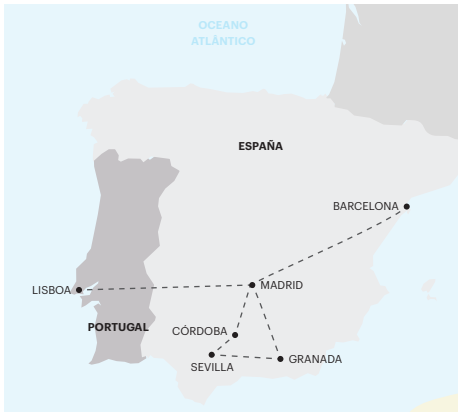 OCEANO
ATLÁNTICO
ESPAÑA
BARCELONA
LISBOA
MADRID
PORTUGAL
CÓRDOBA
GRANADA
SEVILLA